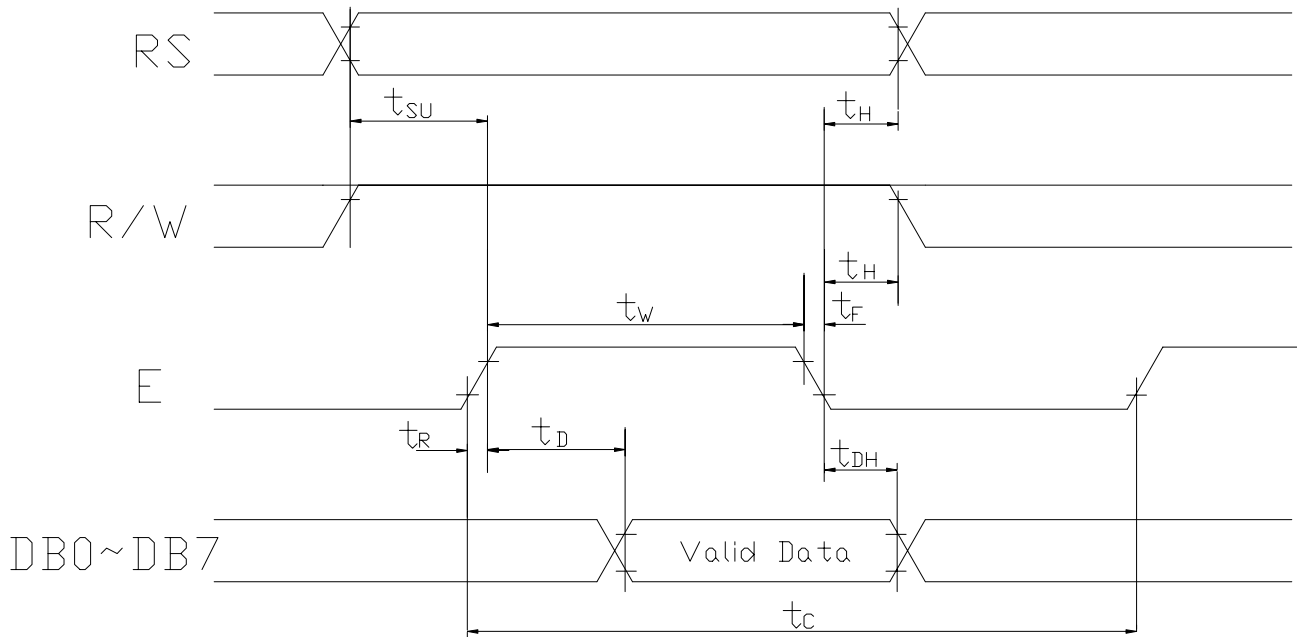 RS
tSU
tH
R/W
tH
tW
tF
E
tR
tD
tDH
DB0~DB7
Valid Data
tC